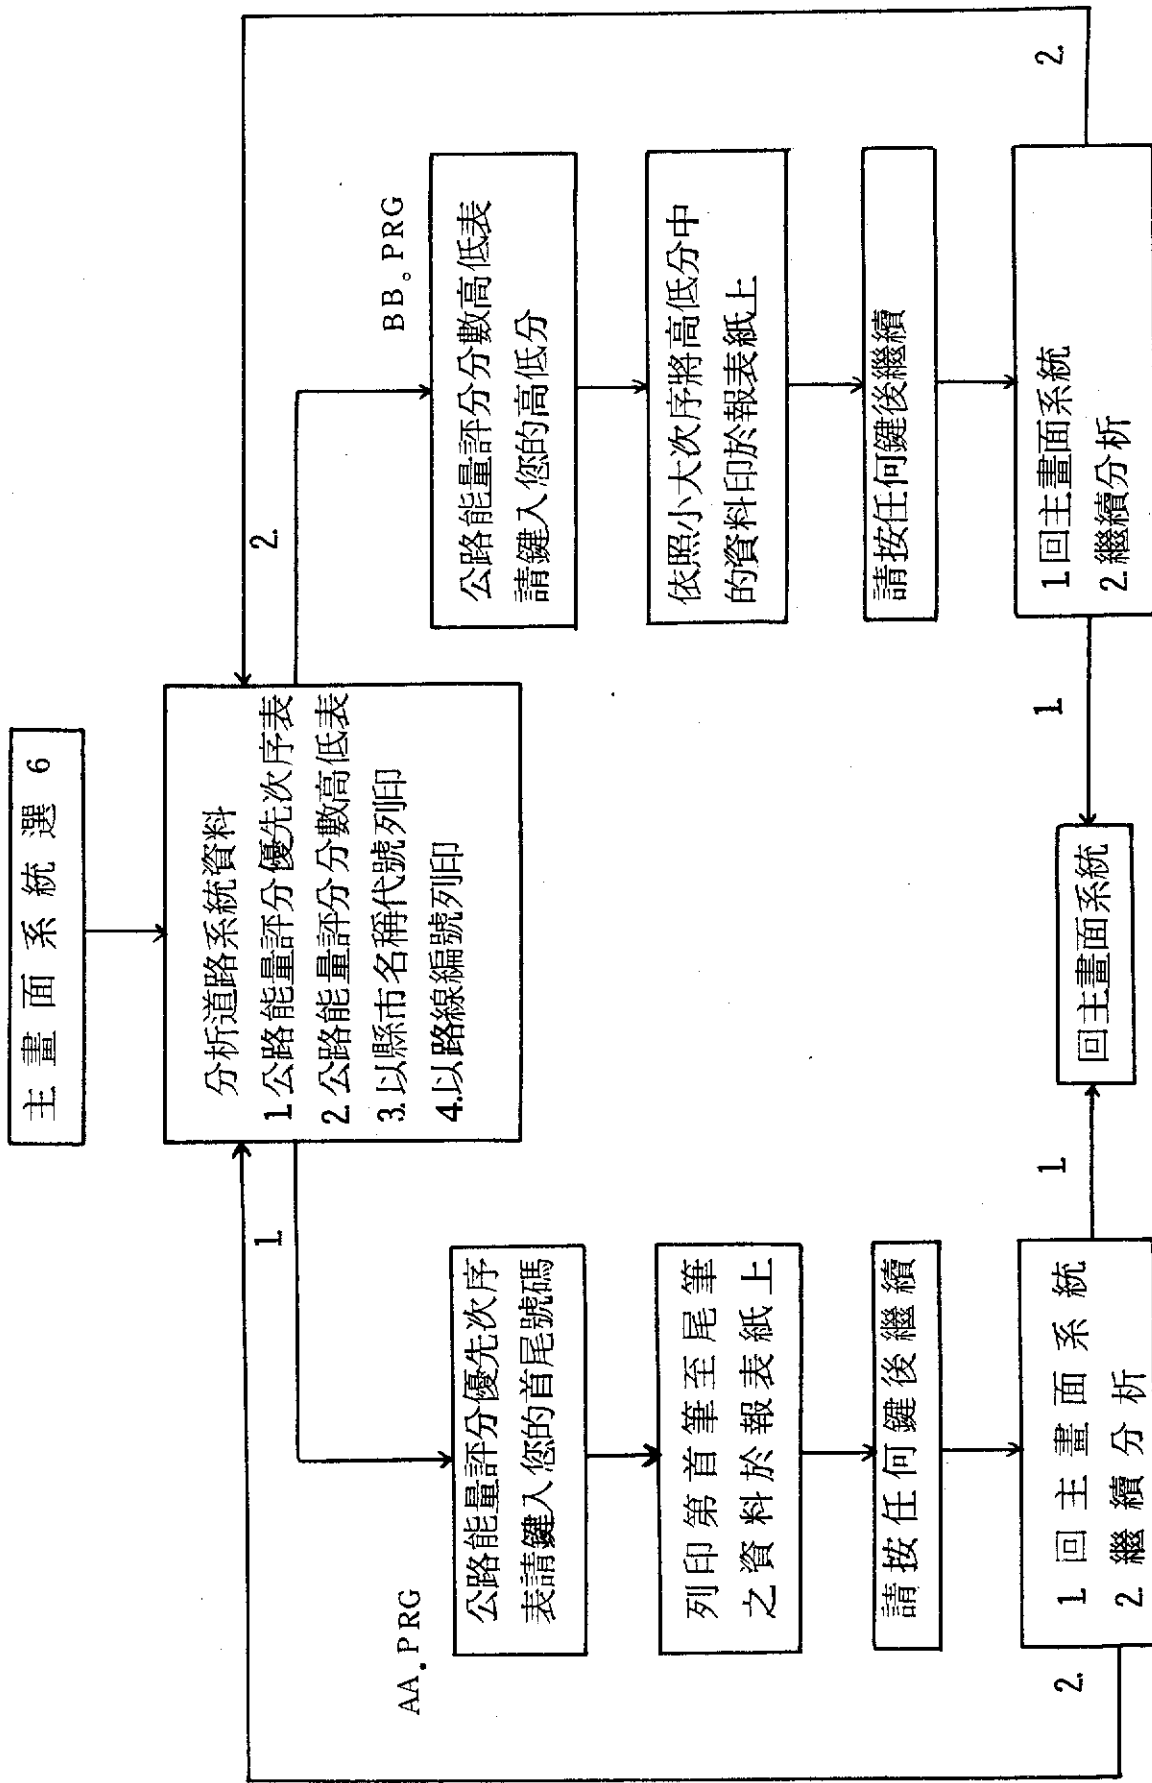 主畫面系統選 6
分析道路系統資料
1.公路能量評分優先次序表
2.公路能量評分分數高低表
3.以縣市名稱代號列印
4.以路線編號列印
1.
2.
AA.PRG
公路能量評分優先次序
表請鍵入您的首尾號碼
列印第首筆至尾筆
之資料於報表紙上
請按任何鍵後繼續
1 回主畫面系統
2. 繼續分析
2.
1.
回主畫面系統
BB。PRG
公路能量評分分數高低表
請鍵入您的高低分
依照小大次序將高低分中
的資料印於報表紙上
請按任何鍵後繼續
1.回主畫面系統
2.繼續分析
1.
2.